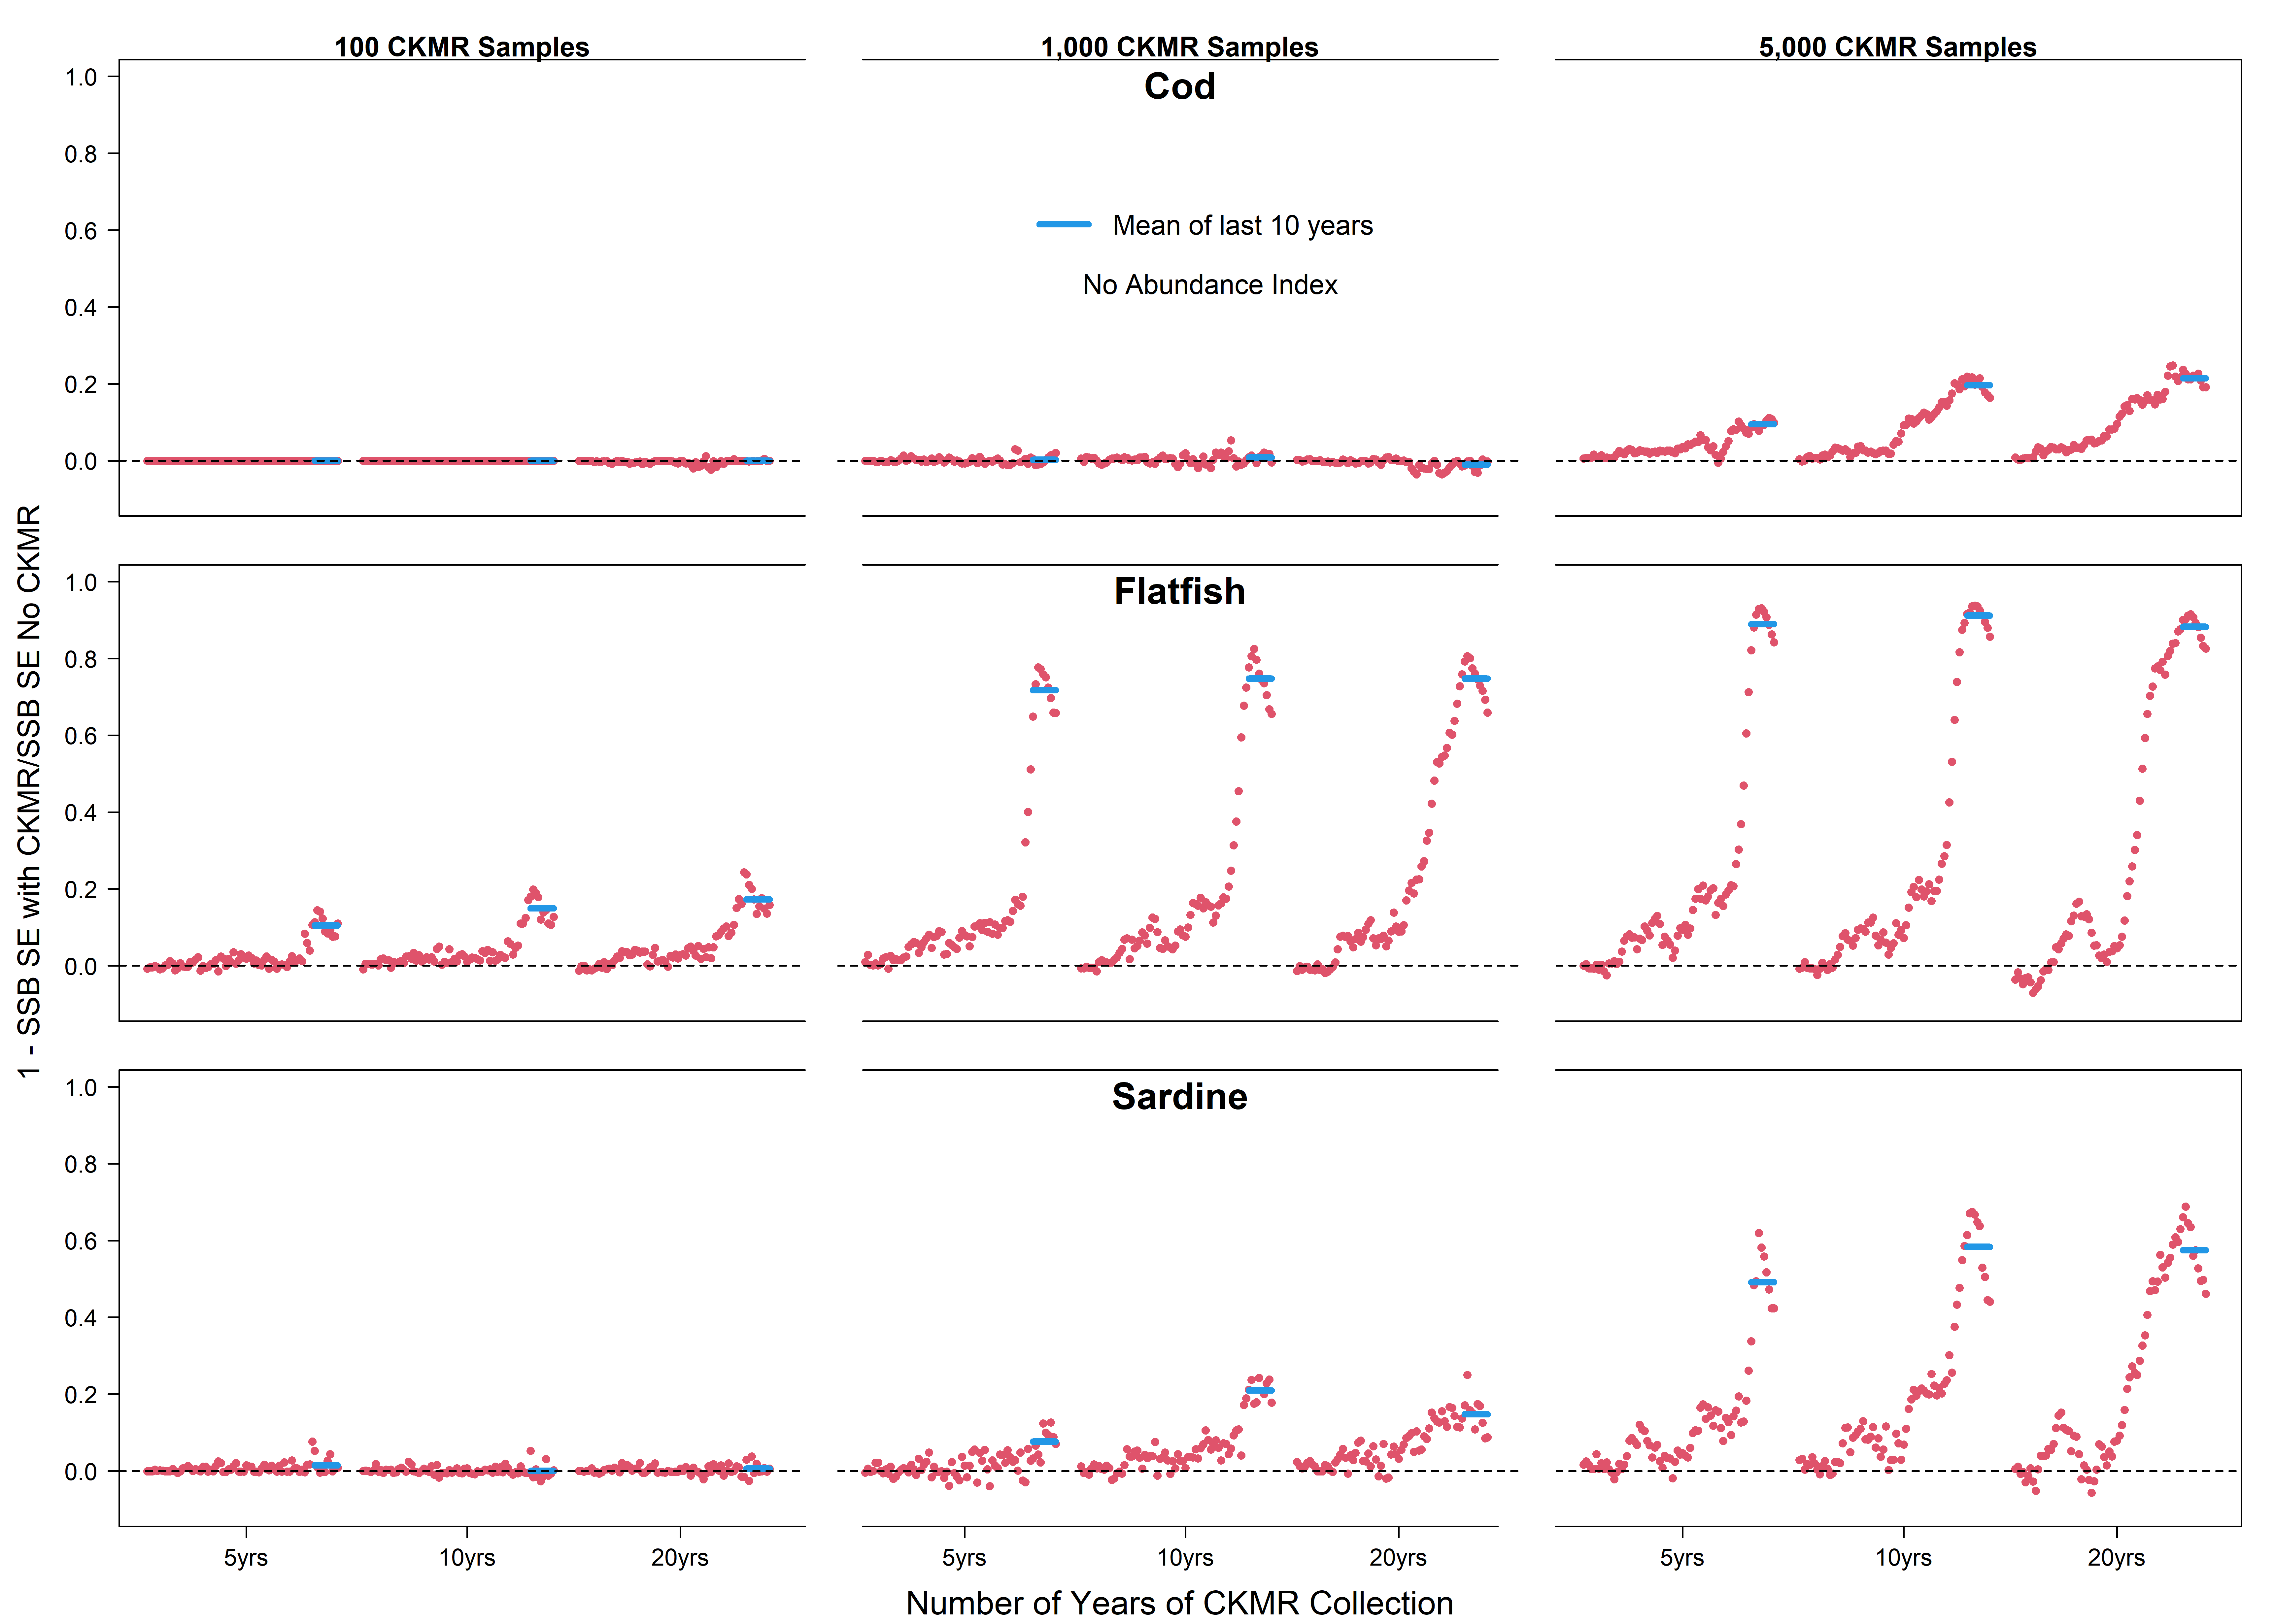 100 CKMR Samples
1,000 CKMR Samples
5,000 CKMR Samples
Cod
1.0
0.8
0.6
0.4
0.2
0.0
Mean of last 10 years
No Abundance Index
1 - SSB SE with CKMR/SSB SE No CKMR
Flatfish
1.0
0.8
0.6
0.4
0.2
0.0
Sardine
1.0
0.8
0.6
0.4
0.2
0.0
5yrs
10yrs
20yrs
5yrs
10yrs
20yrs
5yrs
10yrs
20yrs
Number of Years of CKMR Collection